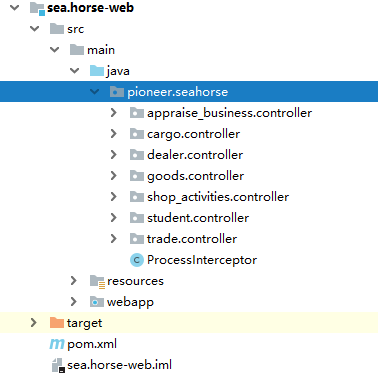 sea.horse-web
src
main
java
pioneer.seahorse
appraise_business.controller
cargo.controller
dealer.controller
goods.controller
shop_activities.controller
student.controller
trade.controller
ProcessInterceptor
resources
webapp
target
pom.xml
sea.horse-web.iml